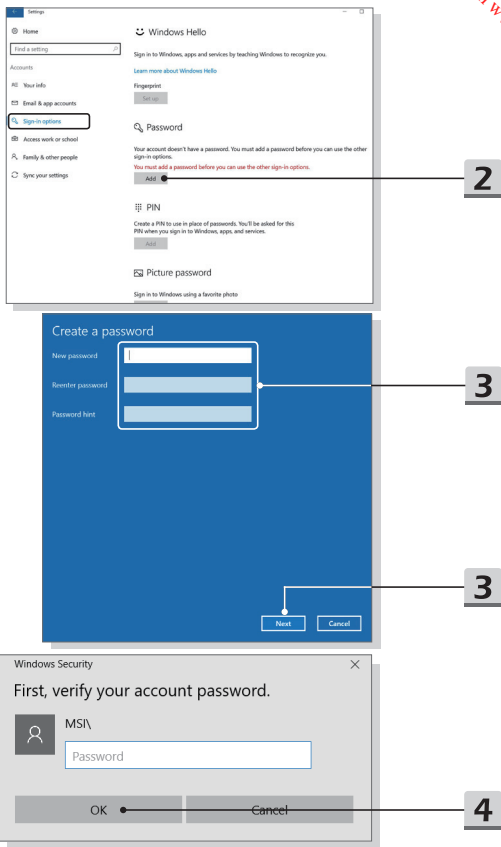 Settings
Home
Find a setting
Accounts
Your info
Email & app accounts
Sign-in options
Access work or school
Family & other people
Sync your settings
Windows Hello
Sign in to Windows, apps and services by teaching Windows to recognize you.
Learn more about Windows Hello
Fingerprint
Set up
Password
Your account doesn't have a password. You must add a password before you can use the other
sign-in options.
You must add a password before you can use the other sign-in options.
Add
2
PIN
Create a PIN to use in place of passwords. You'll be asked for this
PIN when you sign in to Windows, apps, and services.
Add
Picture password
Sign in to Windows using a favorite photo
Create a password
New password
Reenter password
3
Password hint
3
Next Cancel
Windows Security
First, verify your account password.
MSI\
Password
OK Cancel
4